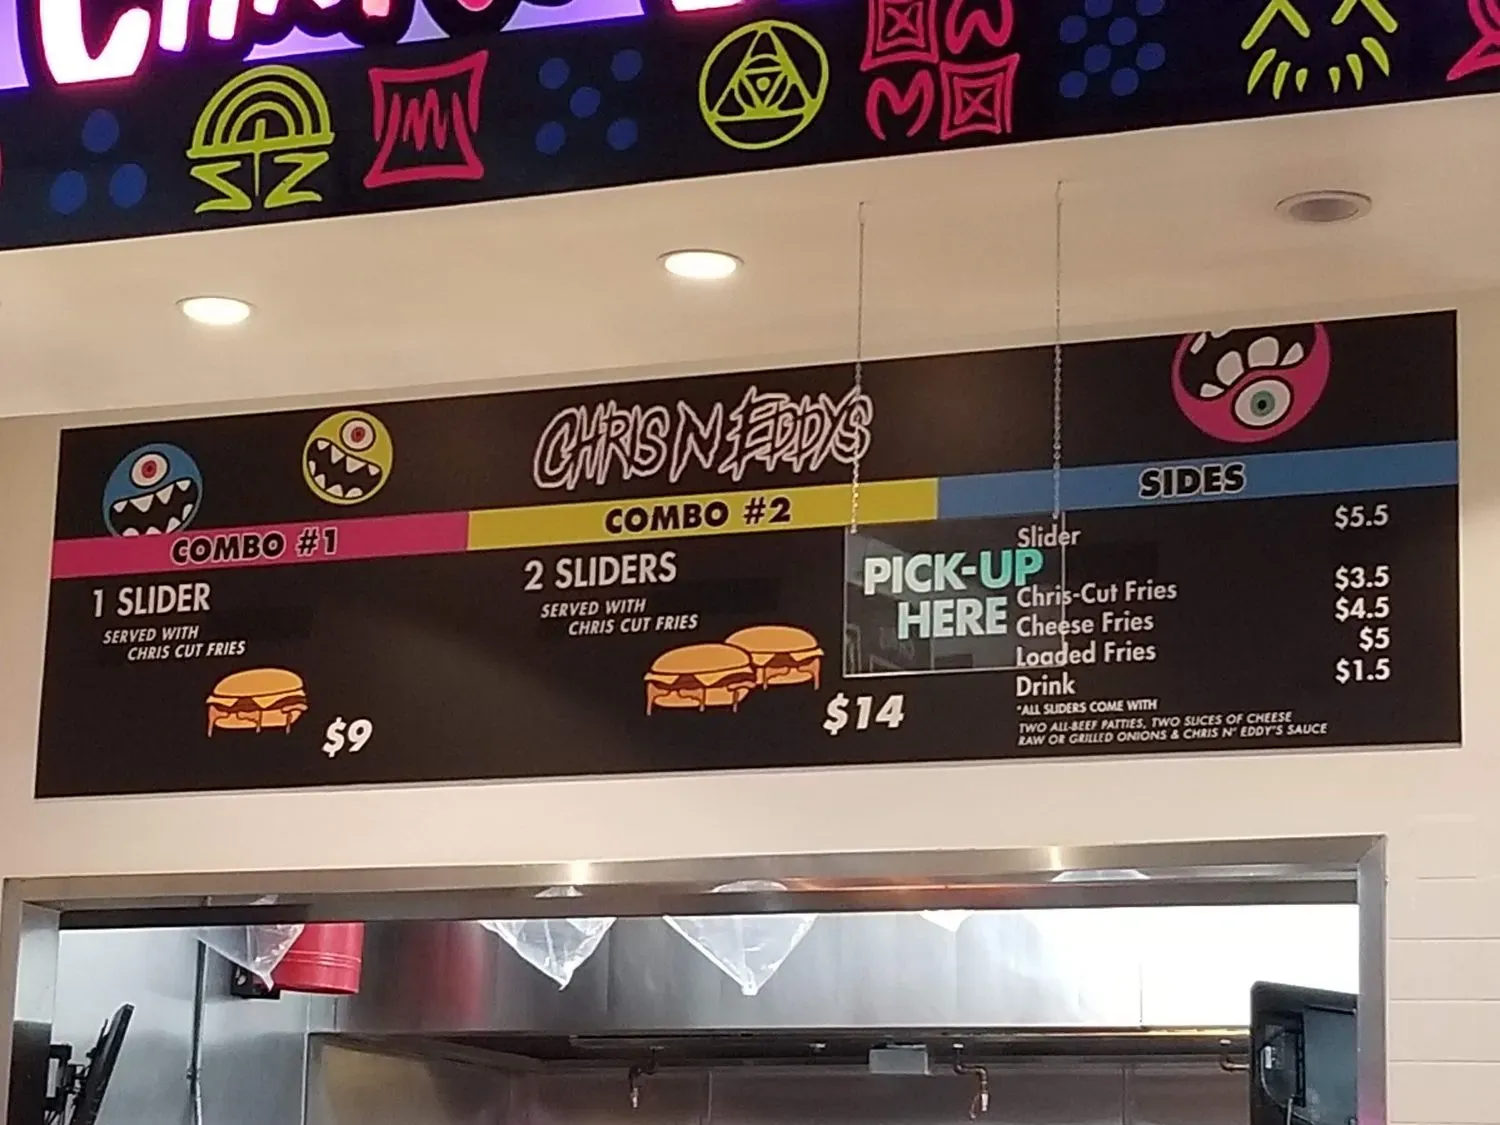 CHRIS N EDDYS
COMBO #1
1 SLIDER
SERVED WITH
CHRIS CUT FRIES
$9
COMBO #2
2 SLIDERS
SERVED WITH
CHRIS CUT FRIES
$14
PICK-UP
HERE
SIDES
Slider $5.5
Chris-Cut Fries $3.5
Cheese Fries $4.5
Loaded Fries $5
Drink $1.5
*ALL SLIDERS COME WITH
TWO ALL-BEEF PATTIES, TWO SLICES OF CHEESE
RAW OR GRILLED ONIONS & CHRIS N' EDDY'S SAUCE